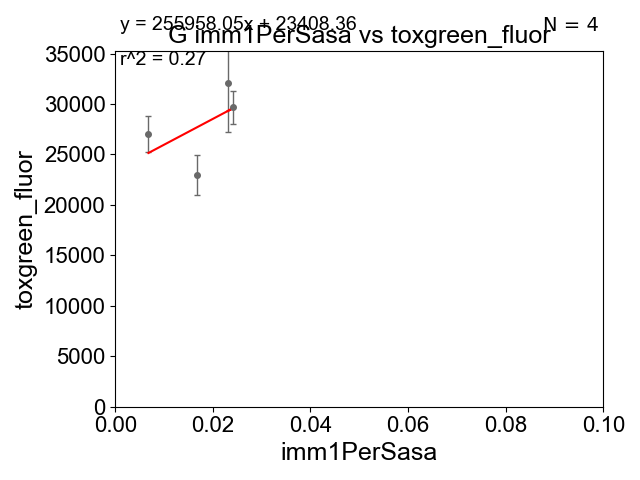 y = 255958.05x + 23408.36
N = 4
G imm1PerSasa vs toxgreen_fluor
r^2 = 0.27
35000
30000
25000
20000
15000
10000
5000
0
toxgreen_fluor
0.00 0.02 0.04 0.06 0.08 0.10
imm1PerSasa